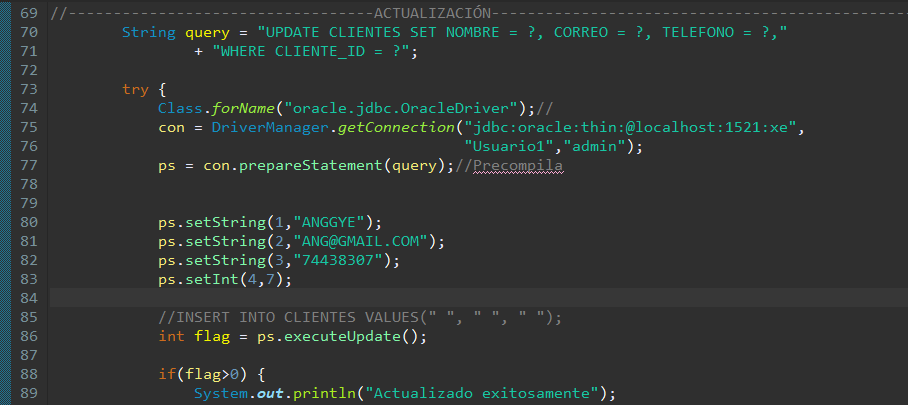 69 //----------------------------------ACTUALIZACIÓN----------------------------------------------
70 String query = "UPDATE CLIENTES SET NOMBRE = ?, CORREO = ?, TELEFONO = ?,"
71 + "WHERE CLIENTE_ID = ?";
72
73 try {
74 Class.forName("oracle.jdbc.OracleDriver");//
75 con = DriverManager.getConnection("jdbc:oracle:thin:@localhost:1521:xe",
76 "Usuario1","admin");
77 ps = con.prepareStatement(query);//Precompila
78
79
80 ps.setString(1,"ANGGYE");
81 ps.setString(2,"ANG@GMAIL.COM");
82 ps.setString(3,"74438307");
83 ps.setInt(4,7);
84
85 //INSERT INTO CLIENTES VALUES(" ", " ", " ");
86 int flag = ps.executeUpdate();
87
88 if(flag>0) {
89 System.out.println("Actualizado exitosamente");